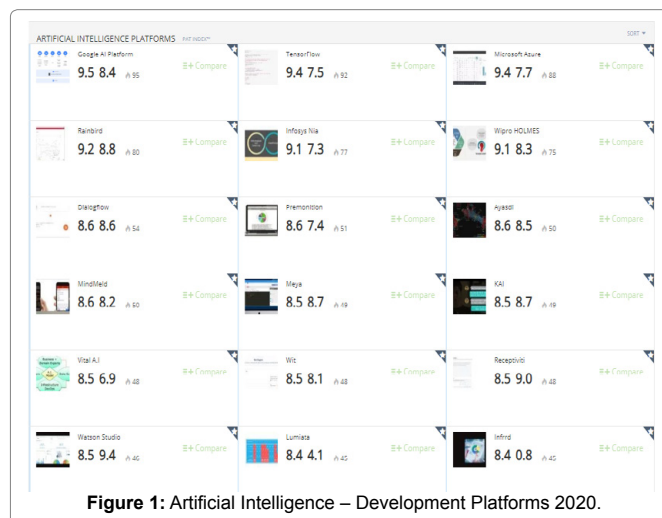 ARTIFICIAL INTELLIGENCE PLATFORMS PAT INDEX™ SORT
Google AI Platform
9.5 8.4 95
Compare
TensorFlow
9.4 7.5 92
Compare
Microsoft Azure
9.4 7.7 88
Compare
Rainbird
9.2 8.8 80
Compare
Infosys Nia
9.1 7.3 77
Compare
Wipro HOLMES
9.1 8.3 75
Compare
Dialogflow
8.6 8.6 54
Compare
Premonition
8.6 7.4 51
Compare
Ayasdi
8.6 8.5 50
Compare
MindMeld
8.6 8.2 50
Compare
Meya
8.5 8.7 49
Compare
KAI
8.5 8.7 49
Compare
Vital A.I
8.5 6.9 48
Compare
Wit
8.5 8.1 48
Compare
Receptiviti
8.5 9.0 48
Compare
Watson Studio
8.5 9.4 46
Compare
Lumiata
8.4 4.1 45
Compare
Infrrd
8.4 0.8 45
Compare
Figure 1: Artificial Intelligence – Development Platforms 2020.